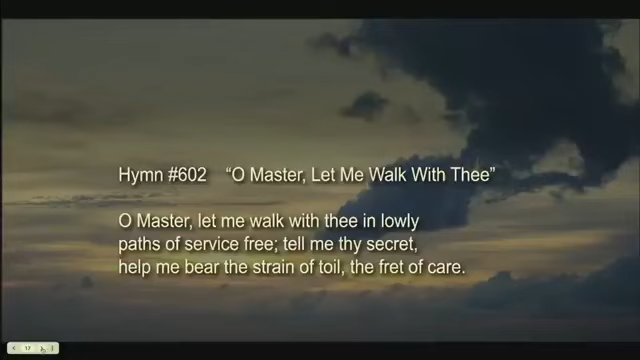 Hymn #602 “O Master, Let Me Walk With Thee”
O Master, let me walk with thee in lowly
paths of service free; tell me thy secret,
help me bear the strain of toil, the fret of care.
17